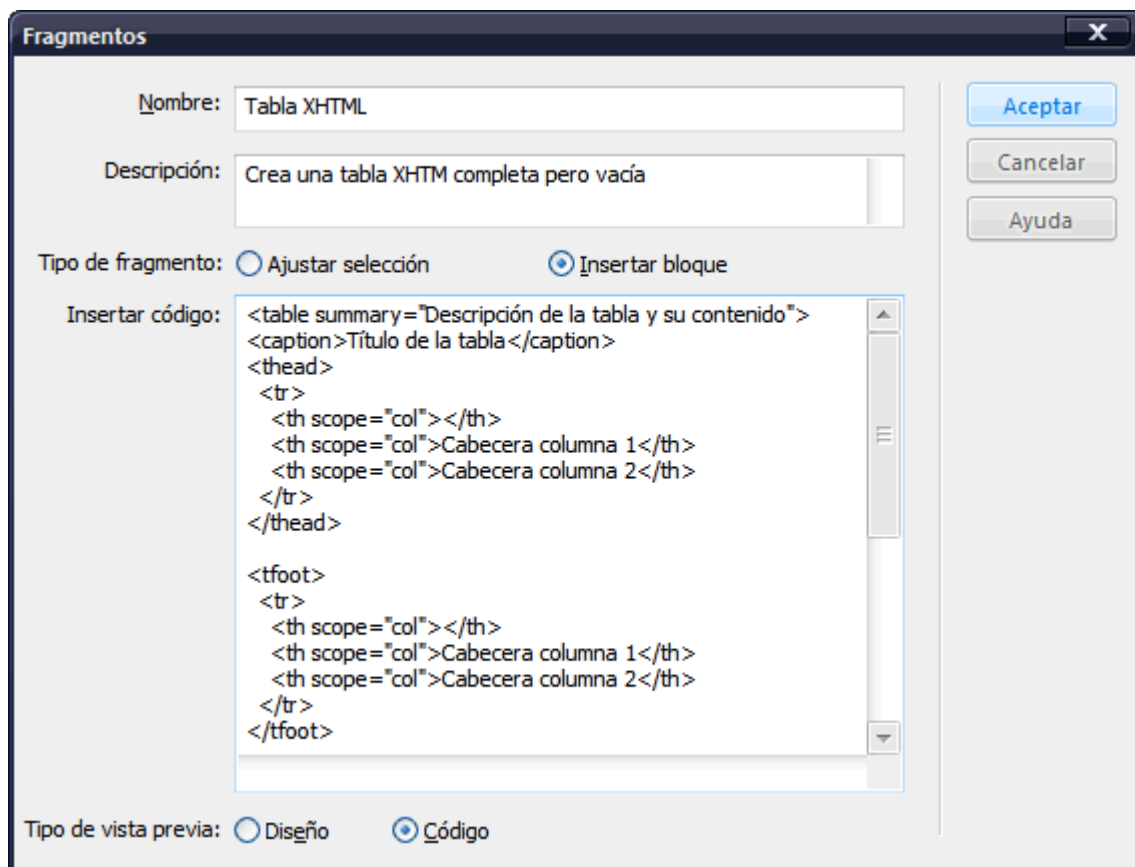 Fragmentos
X
Nombre: Tabla XHTML
Aceptar
Descripción: Crea una tabla XHTM completa pero vacía
Cancelar
Ayuda
Tipo de fragmento: Ajustar selección Insertar bloque
Insertar código: <table summary="Descripción de la tabla y su contenido">
<caption>Título de la tabla</caption>
<thead>
<tr>
<th scope="col"></th>
<th scope="col">Cabecera columna 1</th>
<th scope="col">Cabecera columna 2</th>
</tr>
</thead>
<tfoot>
<tr>
<th scope="col"></th>
<th scope="col">Cabecera columna 1</th>
<th scope="col">Cabecera columna 2</th>
</tr>
</tfoot>
Tipo de vista previa: Diseño Código